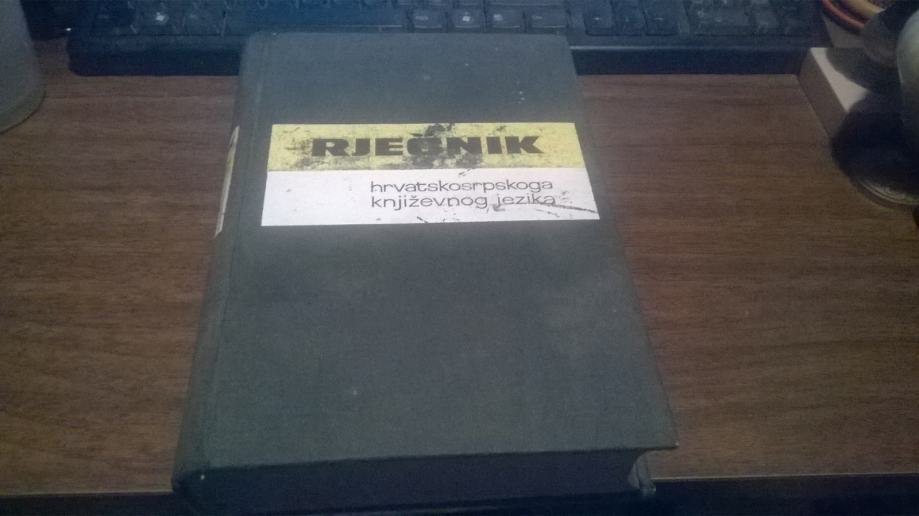 RJEČNIK
hrvatskosrpskoga
književnog jezika